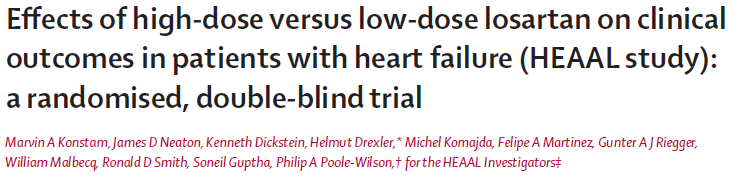 Effects of high-dose versus low-dose losartan on clinical
outcomes in patients with heart failure (HEAAL study):
a randomised, double-blind trial
Marvin A Konstam, James D Neaton, Kenneth Dickstein, Helmut Drexler,* Michel Komajda, Felipe A Martinez, Gunter A J Riegger,
William Malbecq, Ronald D Smith, Soneil Guptha, Philip A Poole-Wilson,† for the HEAAL Investigators‡